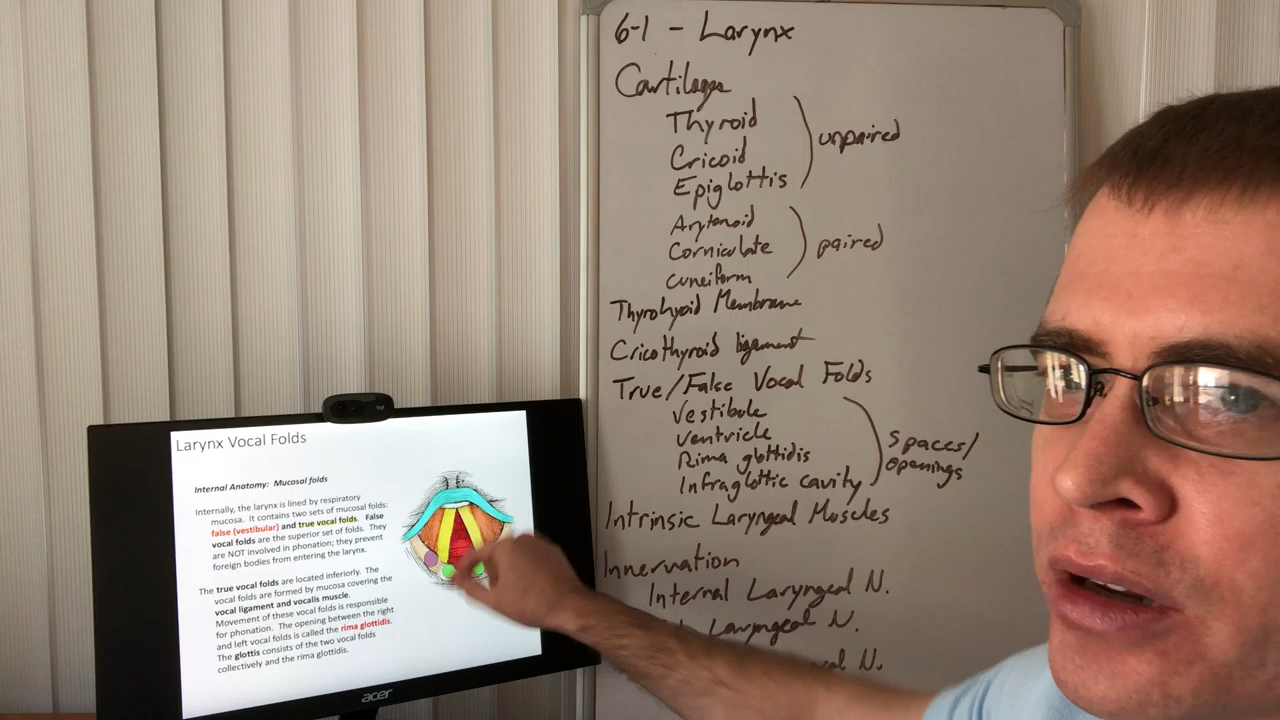 6-1 - Larynx
Cartilages
Thyroid
Cricoid
Epiglottis
unpaired
Arytenoid
Corniculate
cuneiform
paired
Thyrohyoid Membrane
Cricothyroid ligament
True/False Vocal Folds
Vestibule
Ventricle
Rima glottidis
Infraglottic cavity
spaces/
openings
Intrinsic Laryngeal Muscles
Innervation
Internal Laryngeal N.
Laryngeal N.
N.
Larynx Vocal Folds
Internal Anatomy: Mucosal folds
Internally, the larynx is lined by respiratory
mucosa. It contains two sets of mucosal folds:
false (vestibular) and true vocal folds. False
vocal folds are the superior set of folds. They
are NOT involved in phonation; they prevent
foreign bodies from entering the larynx.
The true vocal folds are located inferiorly. The
vocal folds are formed by mucosa covering the
vocal ligament and vocalis muscle.
Movement of these vocal folds is responsible
for phonation. The opening between the right
and left vocal folds is called the rima glottidis.
The glottis consists of the two vocal folds
collectively and the rima glottidis.
acer